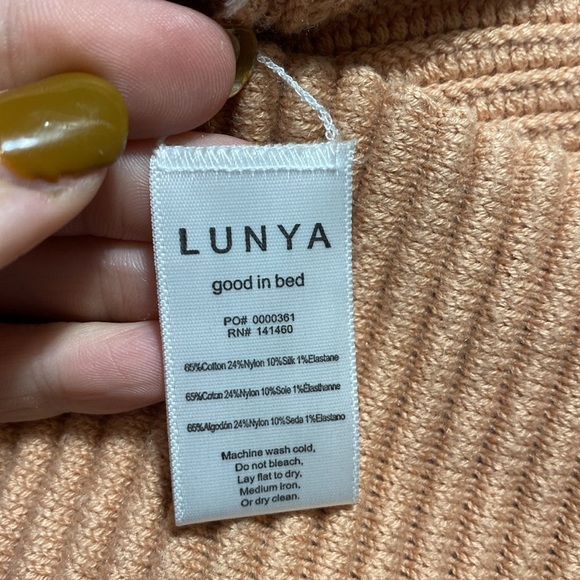 LUNYA
good in bed
PO# 0000361
RN# 141460
65%Cotton 24%Nylon 10%Silk 1%Elastane
65%Coton 24%Nylon 10%Soie 1%Élasthanne
65%Algodón 24%Nylon 10%Seda 1%Elastano
Machine wash cold,
Do not bleach,
Lay flat to dry,
Medium Iron,
Or dry clean.